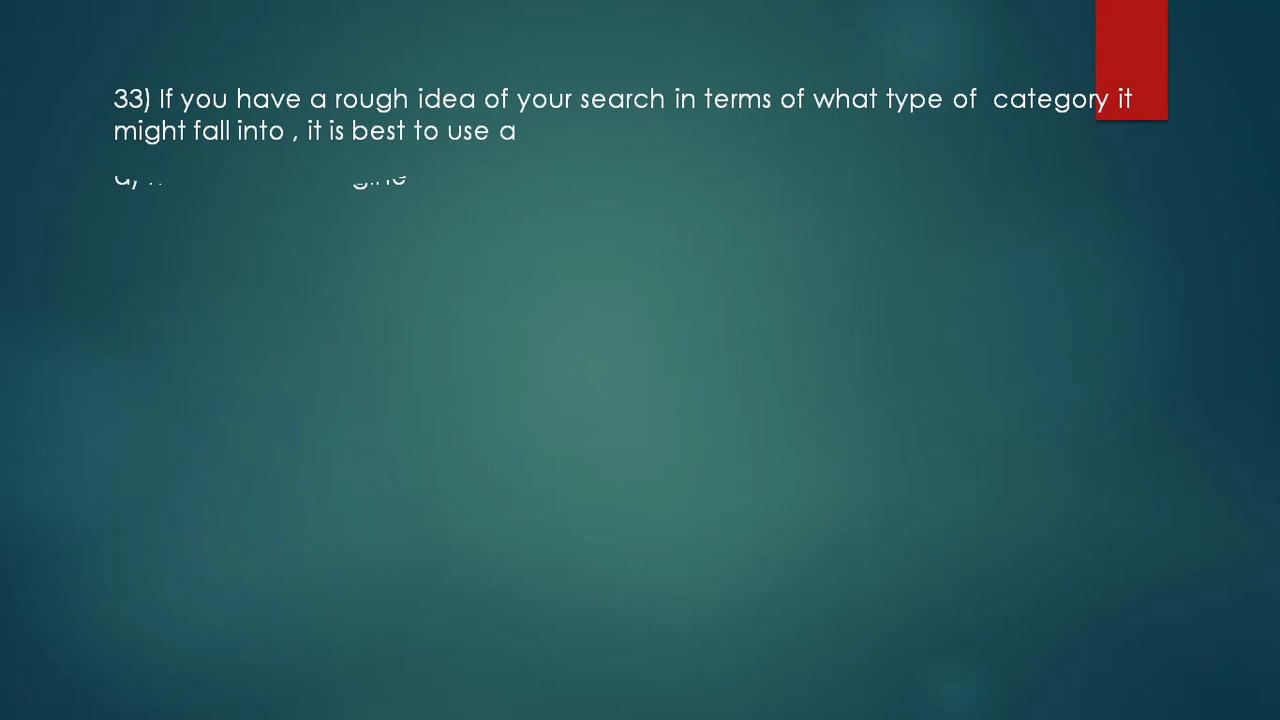 33) If you have a rough idea of your search in terms of what type of  category it
might fall into , it is best to use a
a)